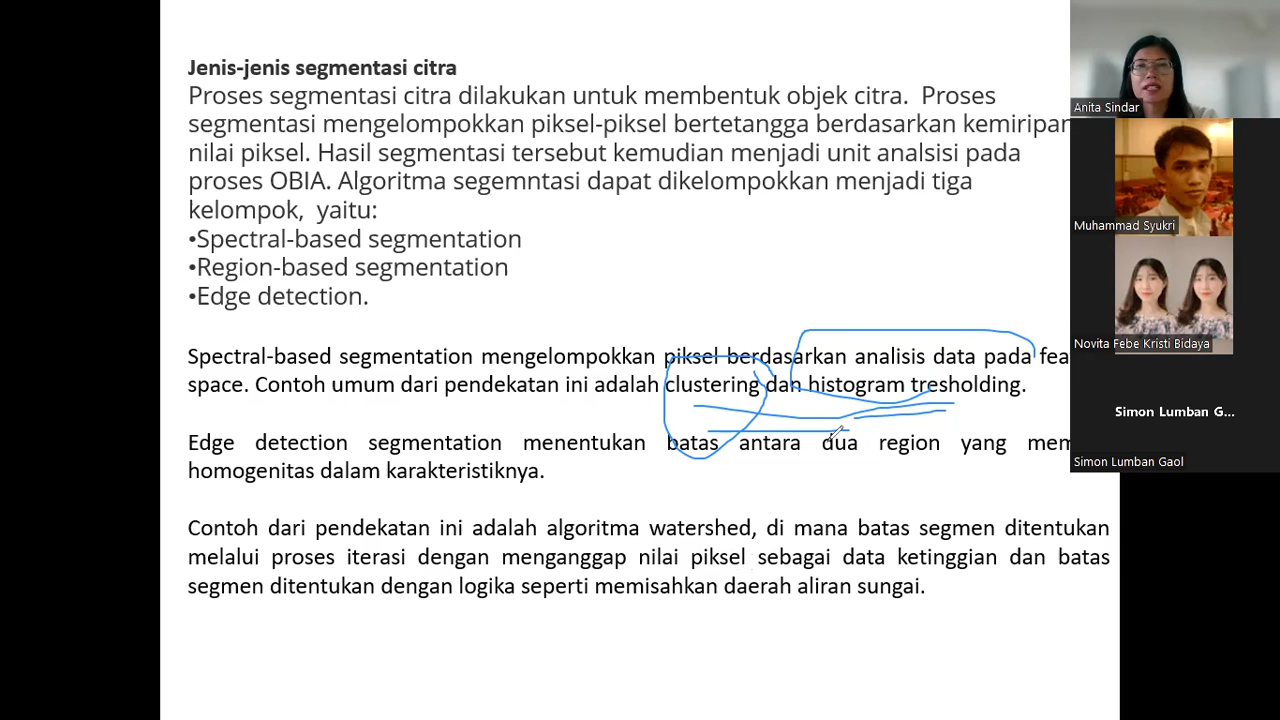 Jenis-jenis segmentasi citra
Proses segmentasi citra dilakukan untuk membentuk objek citra. Proses
segmentasi mengelompokkan piksel-piksel bertetangga berdasarkan kemiripan
nilai piksel. Hasil segmentasi tersebut kemudian menjadi unit analsisi pada
proses OBIA. Algoritma segemntasi dapat dikelompokkan menjadi tiga
kelompok, yaitu:
•Spectral-based segmentation
•Region-based segmentation
•Edge detection.
Spectral-based segmentation mengelompokkan piksel berdasarkan analisis data pada
space. Contoh umum dari pendekatan ini adalah clustering dan histogram tresholding.
Edge detection segmentation menentukan batas antara dua region yang
homogenitas dalam karakteristiknya.
Contoh dari pendekatan ini adalah algoritma watershed, di mana batas segmen ditentukan
melalui proses iterasi dengan menganggap nilai piksel sebagai data ketinggian dan batas
segmen ditentukan dengan logika seperti memisahkan daerah aliran sungai.
Anita Sindar
Muhammad Syukri
Novita Febe Kristi Bidaya
Simon Lumban G...
Simon Lumban Gaol